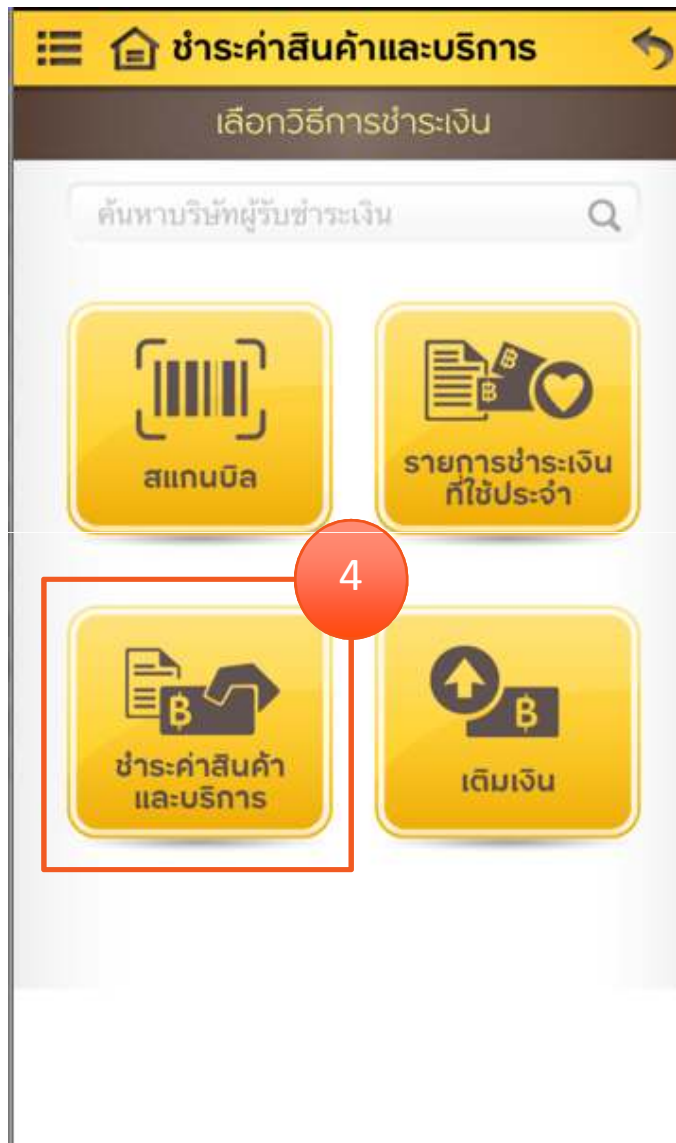 ชำระค่าสินค้าและบริการ
เลือกวิธีการชำระเงิน
ค้นหาบริษัทผู้รับชำระเงิน
สแกนบิล
รายการชำระเงิน
ที่ใช้ประจำ
4
ชำระค่าสินค้า
และบริการ
เติมเงิน